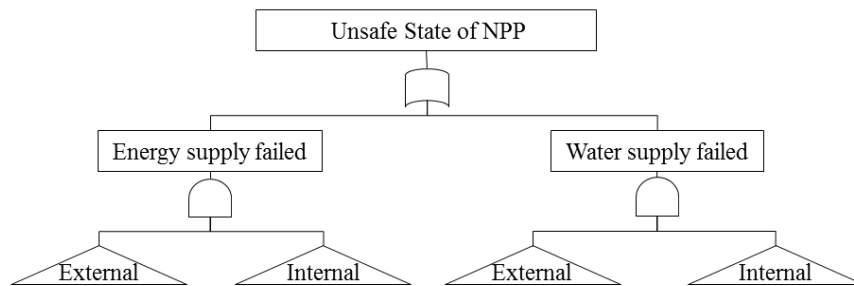 Unsafe State of NPP
Energy supply failed
Water supply failed
External
Internal
External
Internal